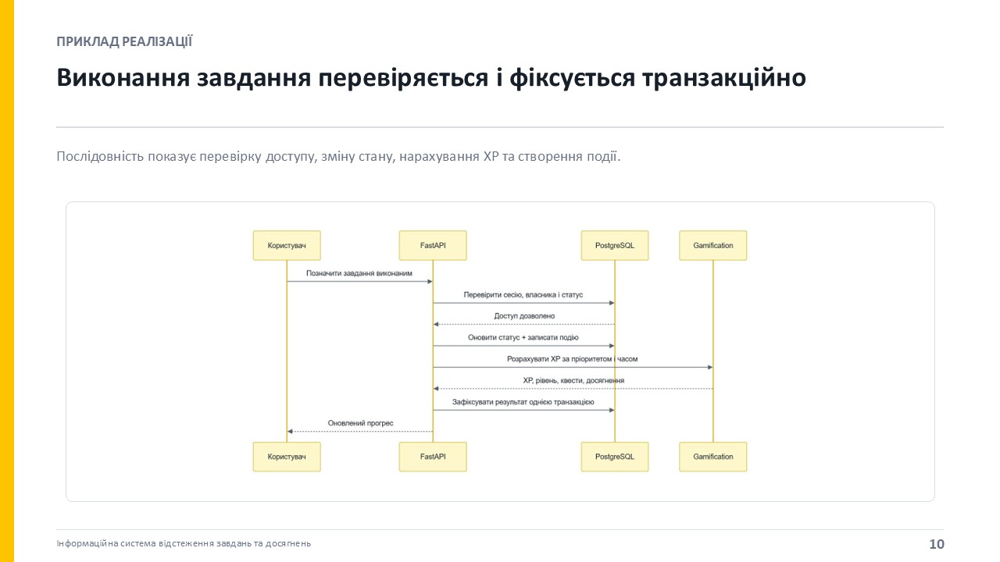 ПРИКЛАД РЕАЛІЗАЦІЇ
Виконання завдання перевіряється і фіксується транзакційно
Послідовність показує перевірку доступу, зміну стану, нарахування XP та створення події.
Користувач
FastAPI
PostgreSQL
Gamification
Позначити завдання виконаним
Перевірити сесію, власника і статус
Доступ дозволено
Оновити статус + записати подію
Розрахувати XP за пріоритетом і часом
XP, рівень, квести, досягнення
Зафіксувати результат однією транзакцією
Оновлений прогрес
Користувач
FastAPI
PostgreSQL
Gamification
Інформаційна система відстеження завдань та досягнень
10